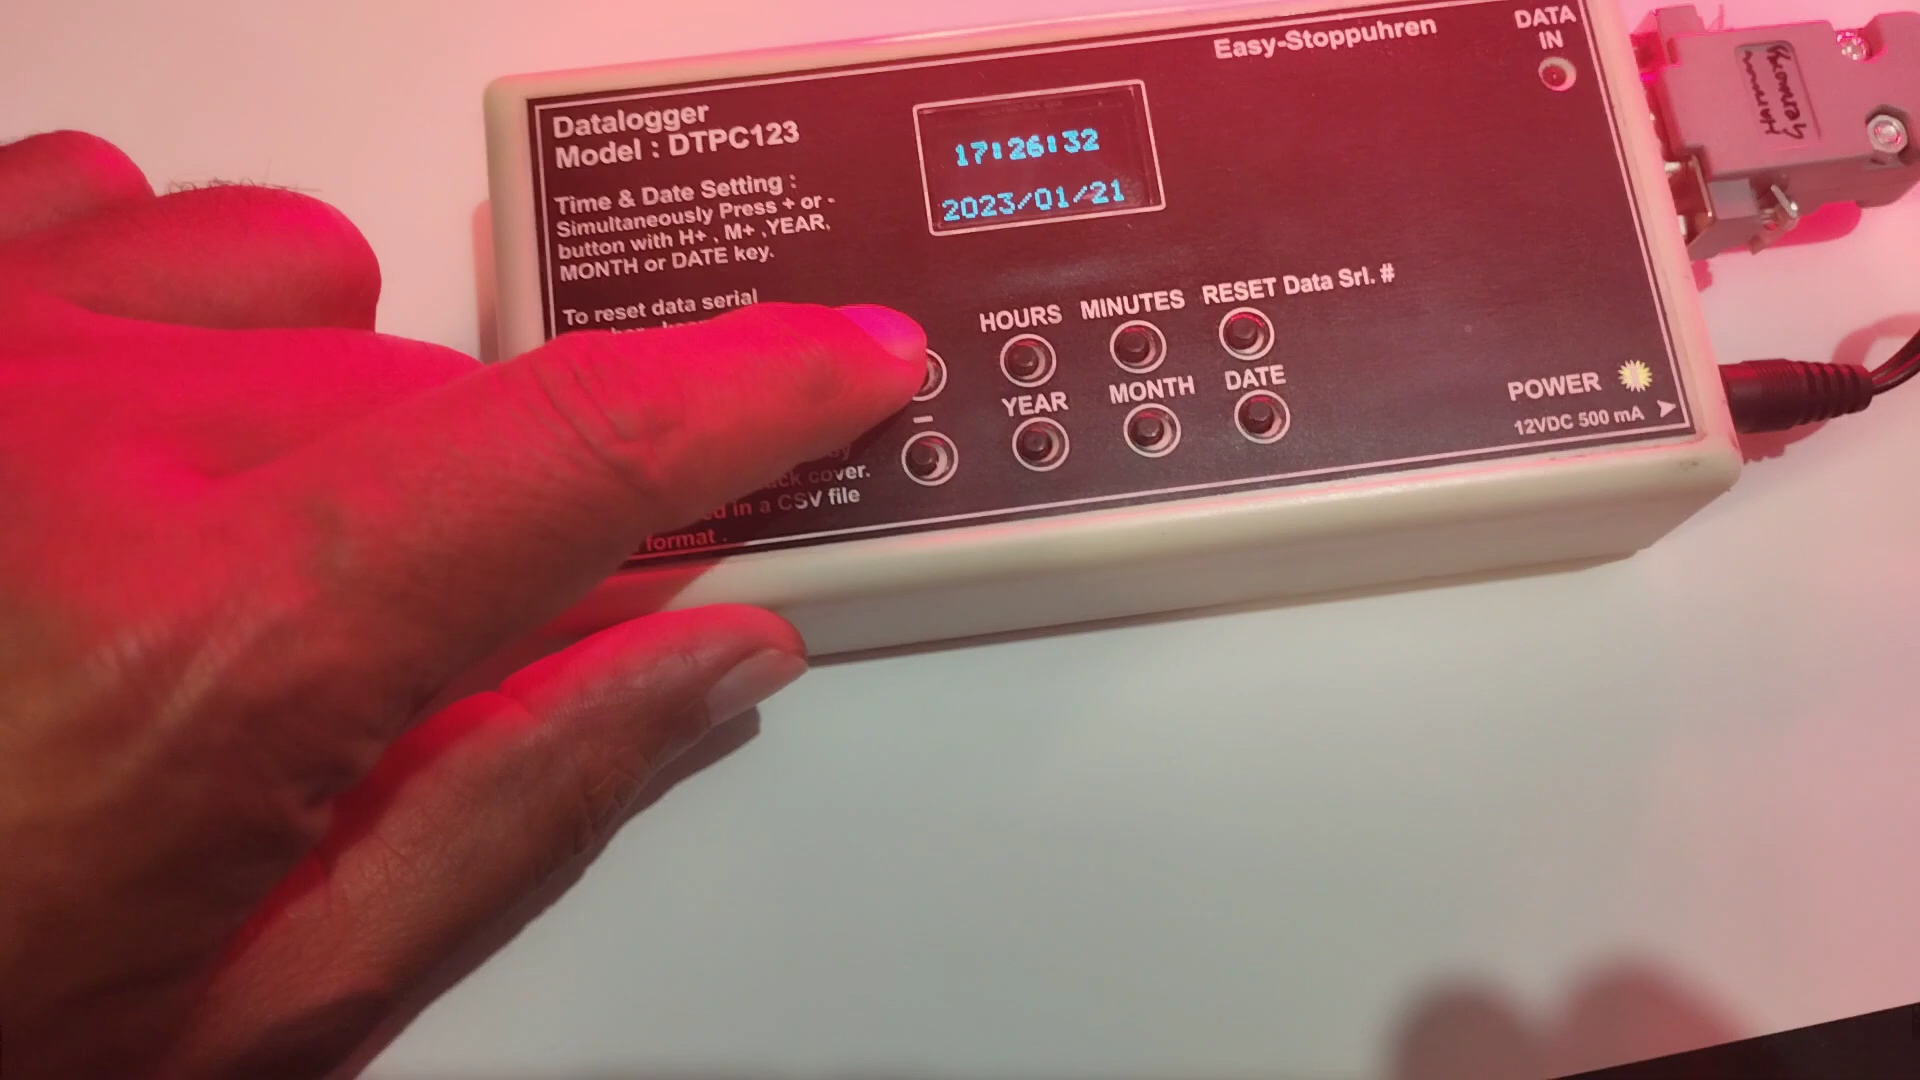 Easy-Stoppuhren
DATA
IN
Datalogger
Model : DTPC123
17:26:32
2023/01/21
Time & Date Setting :
Simultaneously Press + or -
button with H+ , M+ ,YEAR,
MONTH or DATE key.
To reset data serial
HOURS MINUTES RESET Data Srl. #
– YEAR MONTH DATE
cover.
in a CSV file
format .
POWER
12VDC 500 mA